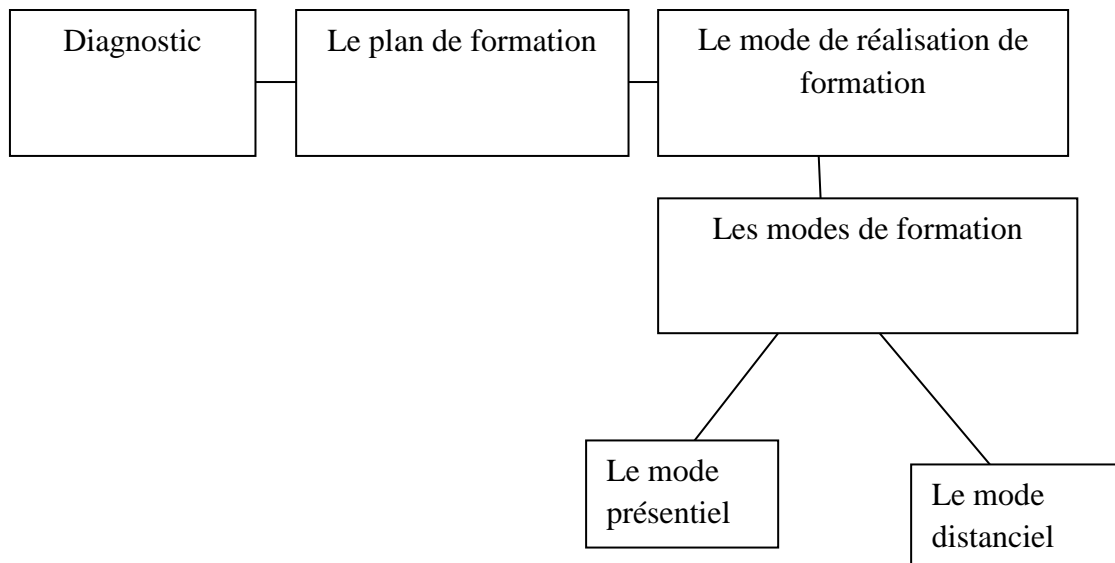 Diagnostic
Le plan de formation
Le mode de réalisation de
formation
Les modes de formation
Le mode
présentiel
Le mode
distanciel